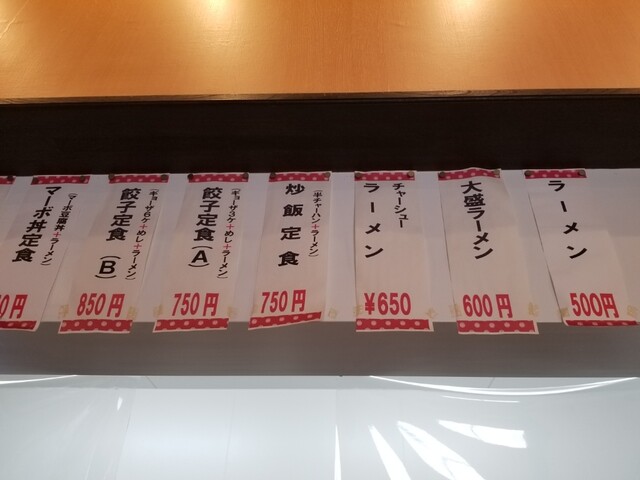 ラーメン
500円
大盛ラーメン
600円
チャーシュー
ラーメン
¥650
(半チャーハン+ラーメン)
炒飯定食
750円
(ギョーザ3ケ+めし+ラーメン)
餃子定食(A)
750円
(ギョーザ6ケ+めし+ラーメン)
餃子定食(B)
850円
(マーボ豆腐丼+ラーメン)
マーボ丼定食
0円